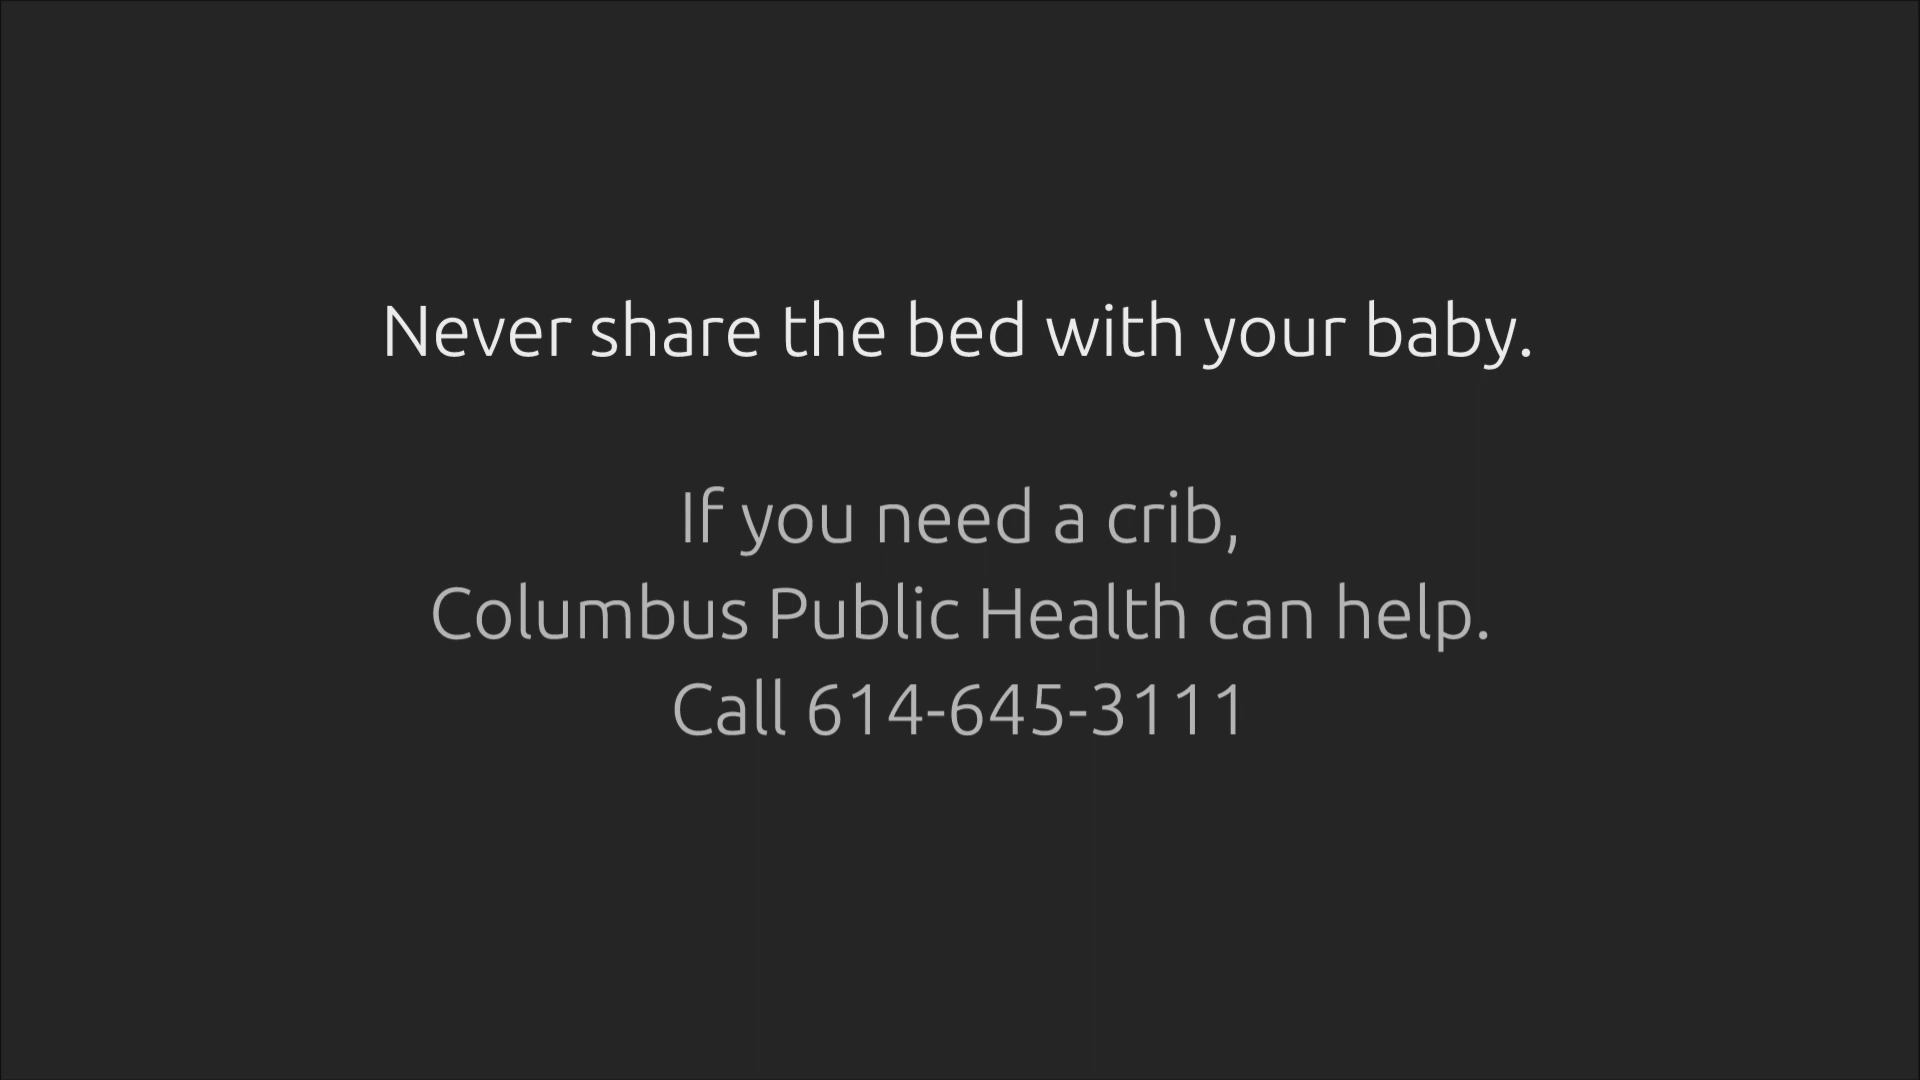 Never share the bed with your baby.
If you need a crib,
Columbus Public Health can help.
Call 614-645-3111